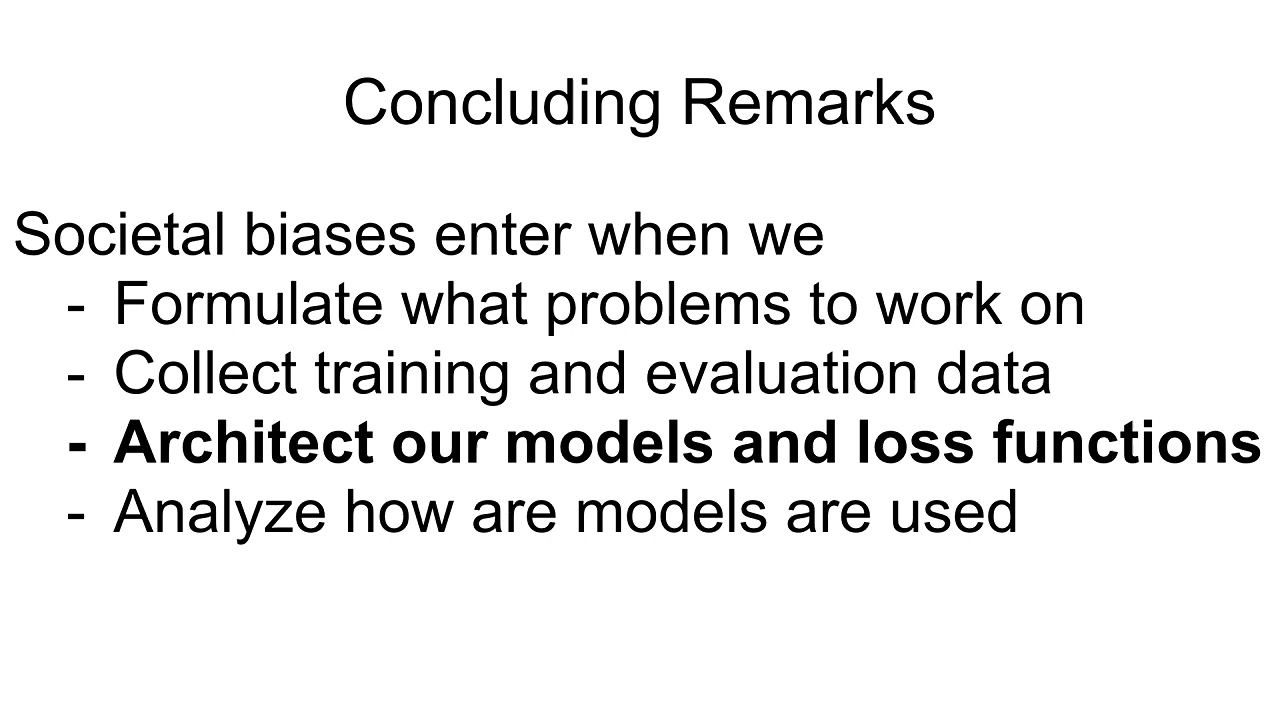 Concluding Remarks
Societal biases enter when we
- Formulate what problems to work on
- Collect training and evaluation data
- Architect our models and loss functions
- Analyze how are models are used